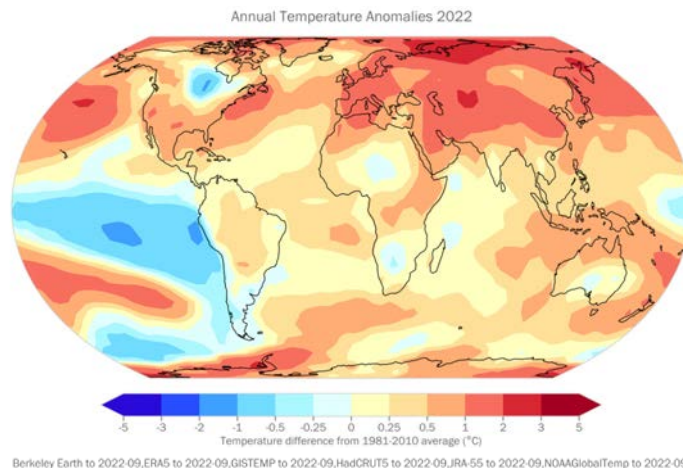 Annual Temperature Anomalies 2022
-5 -3 -2 -1 -0.5 -0.25 0 0.25 0.5 1 2 3 5
Temperature difference from 1981-2010 average (°C)
Berkeley Earth to 2022-09,ERA5 to 2022-09,GISTEMP to 2022-09,HadCRUT5 to 2022-09,JRA-55 to 2022-09,NOAAGlobalTemp to 2022-09